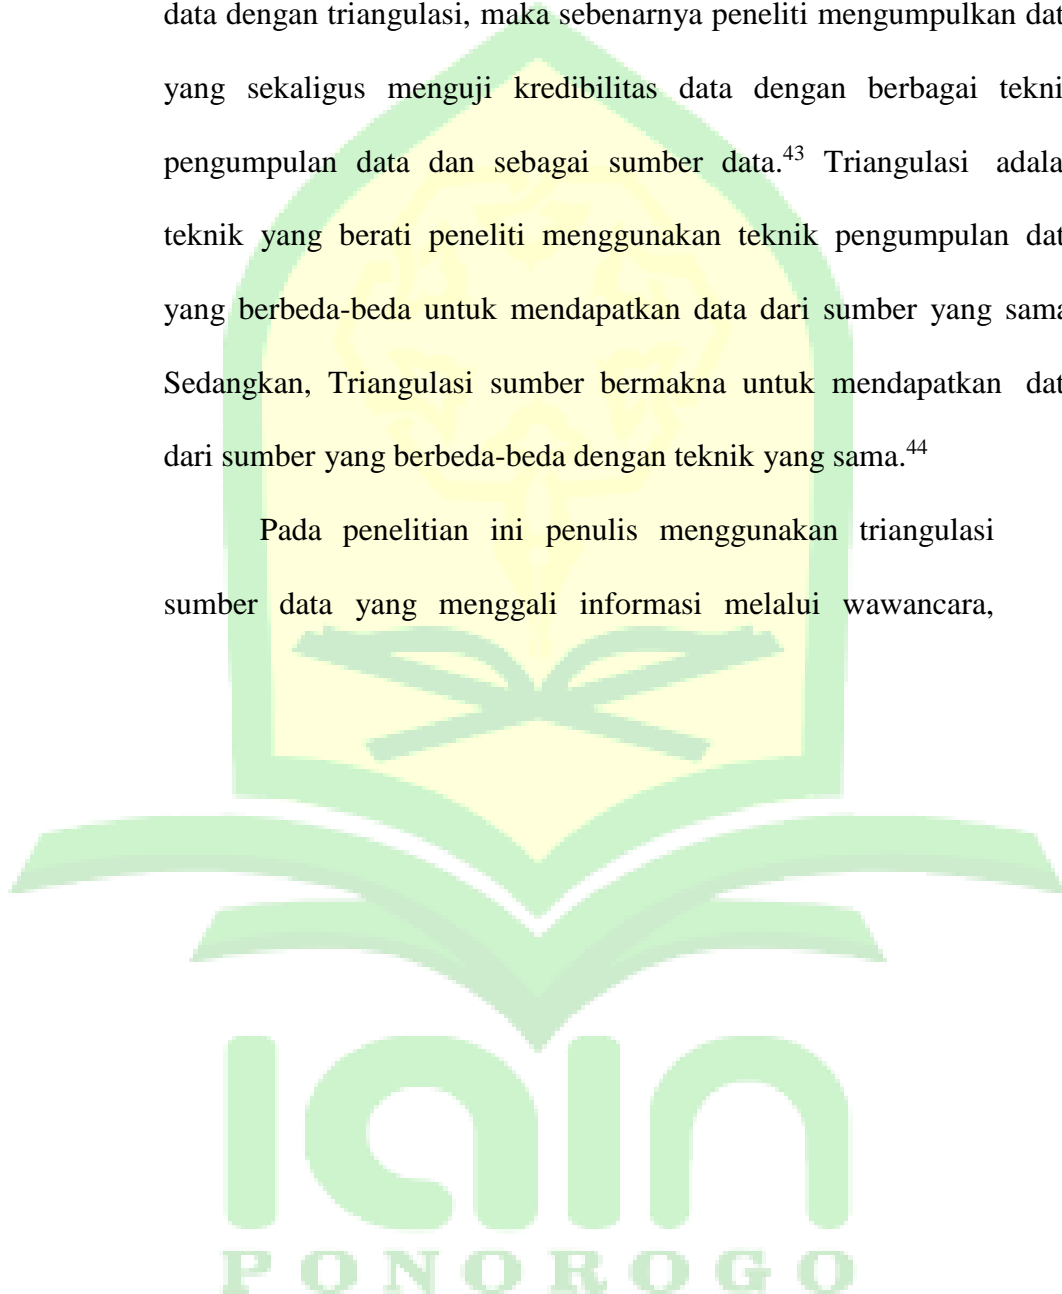 data dengan triangulasi, maka sebenarnya peneliti mengumpulkan dat
yang sekaligus menguji kredibilitas data dengan berbagai tekni
pengumpulan data dan sebagai sumber data.43 Triangulasi adala
teknik yang berati peneliti menggunakan teknik pengumpulan dat
yang berbeda-beda untuk mendapatkan data dari sumber yang sama
Sedangkan, Triangulasi sumber bermakna untuk mendapatkan dat
dari sumber yang berbeda-beda dengan teknik yang sama.44
Pada penelitian ini penulis menggunakan triangulasi
sumber data yang menggali informasi melalui wawancara,
iain
PONOROGO